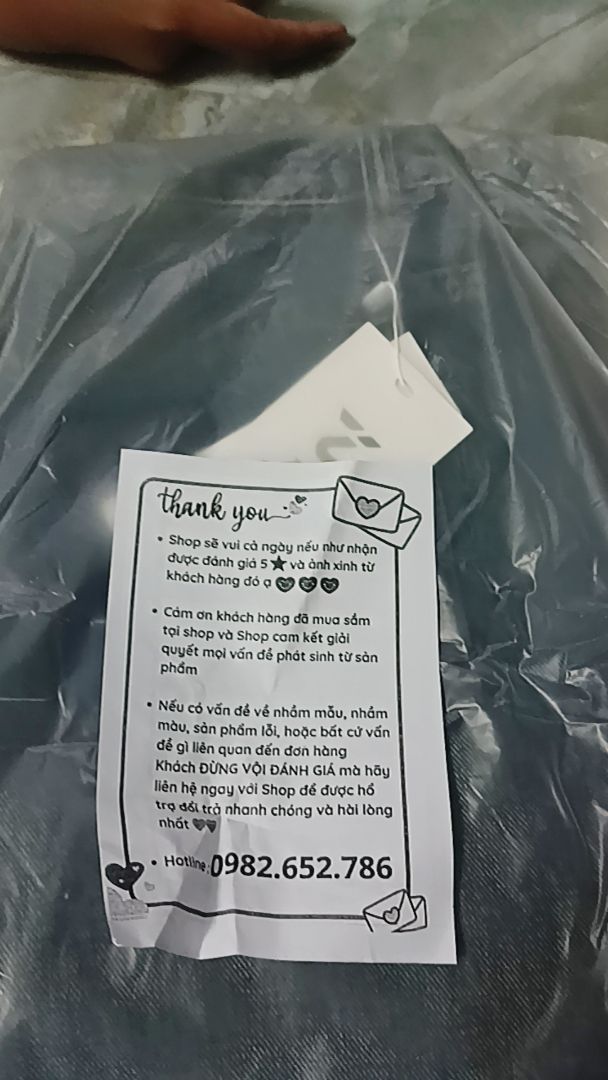 thank you
• Shop sẽ vui cả ngày nếu như nhận
được đánh giá 5 ★ và ảnh xinh từ
khách hàng đó ạ
• Cám ơn khách hàng đã mua sắm
tại shop và Shop cam kết giải
quyết mọi vấn đề phát sinh từ sản
phẩm
• Nếu có vấn đề về nhầm mẫu, nhầm
màu, sản phẩm lỗi, hoặc bất cứ vấn
đề gì liên quan đến đơn hàng
Khách ĐỪNG VỘI ĐÁNH GIÁ mà hãy
liên hệ ngay với Shop để được hổ
trợ đổi trả nhanh chóng và hài lòng
nhất
• Hotline: 0982.652.786